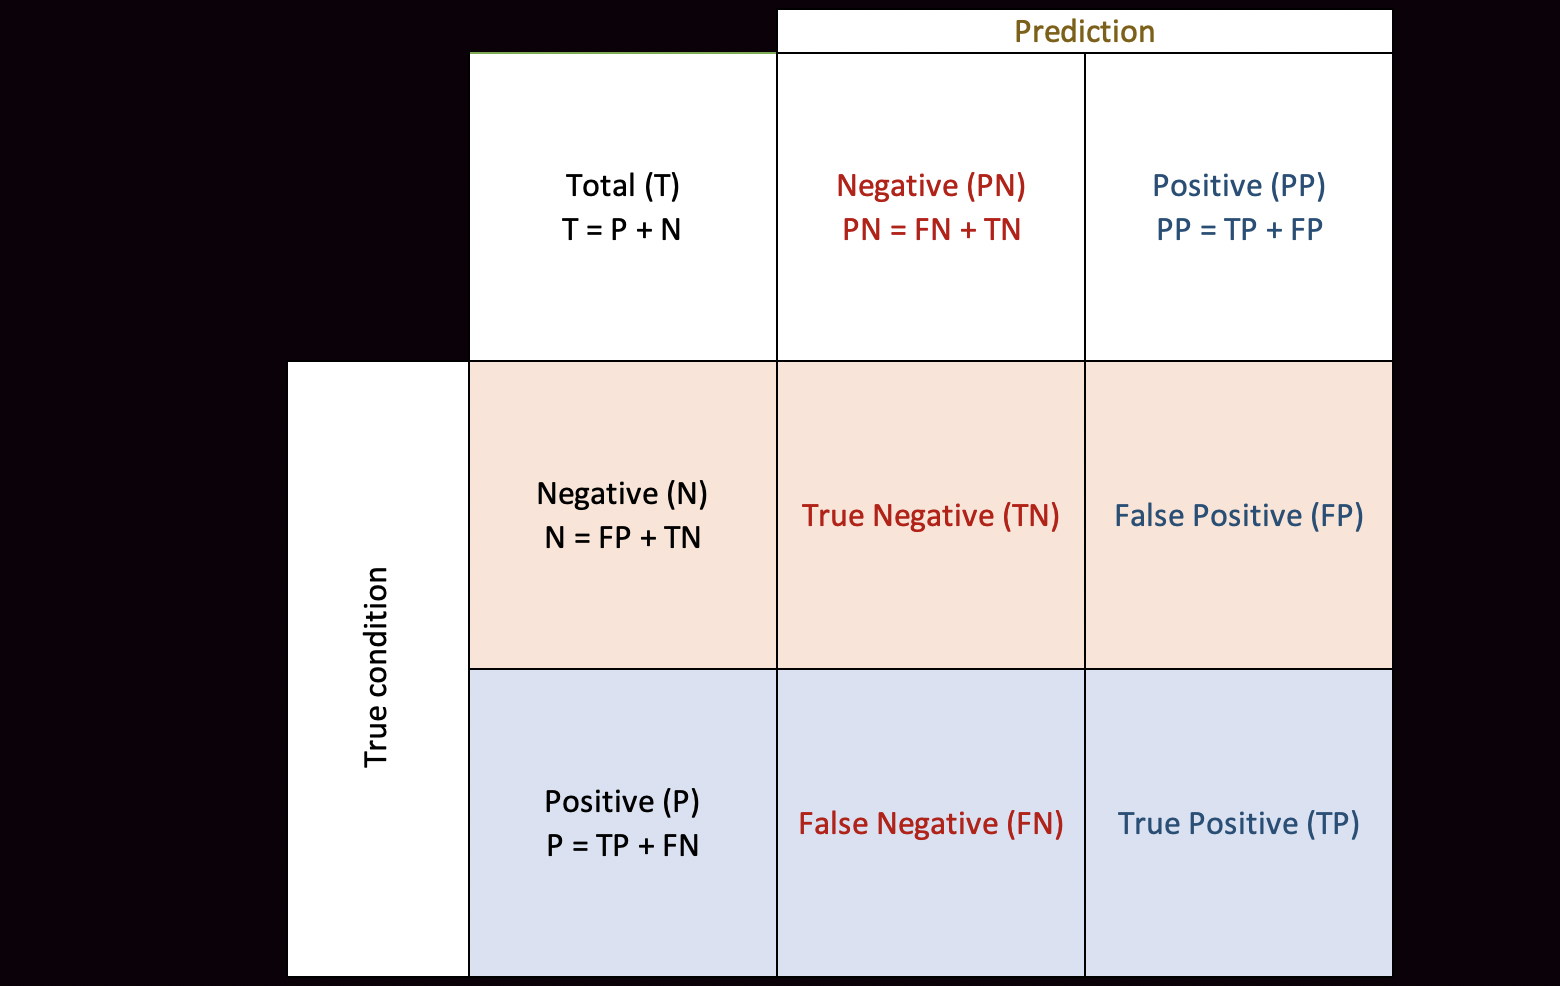 Prediction
Total (T)
T = P + N
Negative (PN)
PN = FN + TN
Positive (PP)
PP = TP + FP
True condition
Negative (N)
N = FP + TN
True Negative (TN)
False Positive (FP)
Positive (P)
P = TP + FN
False Negative (FN)
True Positive (TP)